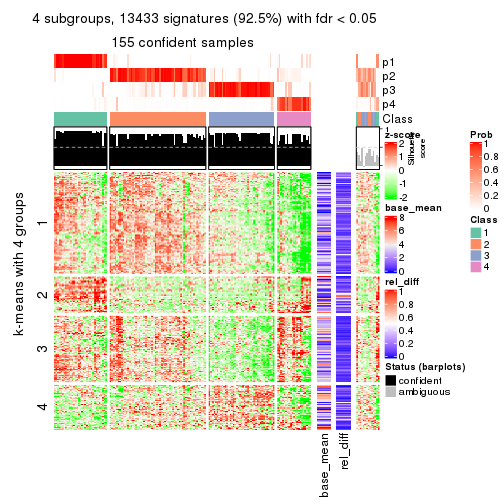 4 subgroups, 13433 signatures (92.5%) with fdr < 0.05
155 confident samples
p1
p2
p3
p4
Class
1
Silhouette
score
k-means with 4 groups
1
2
3
4
base_mean
rel_diff
z-score
2
1
0
-1
-2
base_mean
8
6
4
2
0
rel_diff
1
0.8
0.6
0.4
0.2
0
Status (barplots)
confident
ambiguous
Prob
1
0.8
0.6
0.4
0.2
0
Class
1
2
3
4